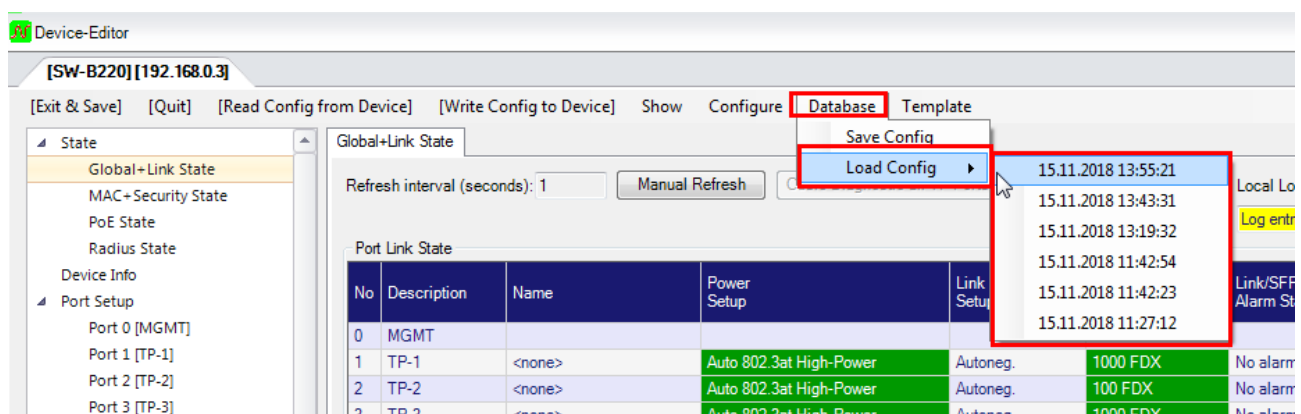 Device-Editor
[SW-B220] [192.168.0.3]
[Exit & Save] [Quit] [Read Config from Device] [Write Config to Device] Show Configure Database Template
State
Global+Link State
MAC+Security State
PoE State
Radius State
Device Info
Port Setup
Port 0 [MGMT]
Port 1 [TP-1]
Port 2 [TP-2]
Port 3 [TP-3]
Global+Link State
Save Config
Load Config
15.11.2018 13:55:21
15.11.2018 13:43:31
15.11.2018 13:19:32
15.11.2018 11:42:54
15.11.2018 11:42:23
15.11.2018 11:27:12
Refresh interval (seconds): 1 Manual Refresh
Local Lo
Log entr
Port Link State
No Description Name Power Setup Link Setup Link/SFP Alarm St
0 MGMT
1 TP-1 <none> Auto 802.3at High-Power Autoneg. 1000 FDX No alarm
2 TP-2 <none> Auto 802.3at High-Power Autoneg. 100 FDX No alarm